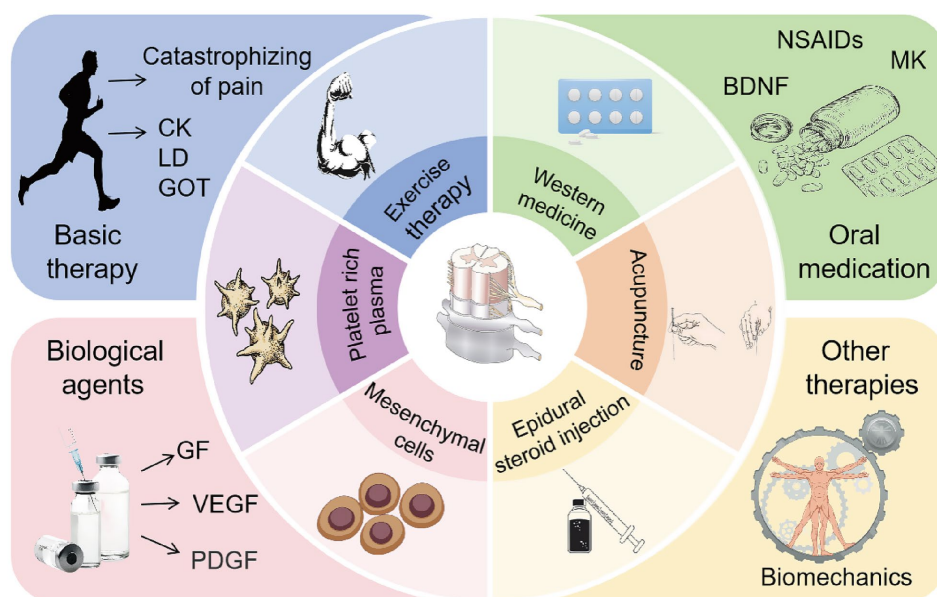 Catastrophizing
of pain
CK
LD
GOT
Basic
therapy
NSAIDs
MK
BDNF
Oral
medication
Exercise
therapy
Western
medicine
Platelet rich
plasma
Acupuncture
Mesenchymal
cells
Epidural
steroid injection
Biological
agents
GF
VEGF
PDGF
Other
therapies
Biomechanics